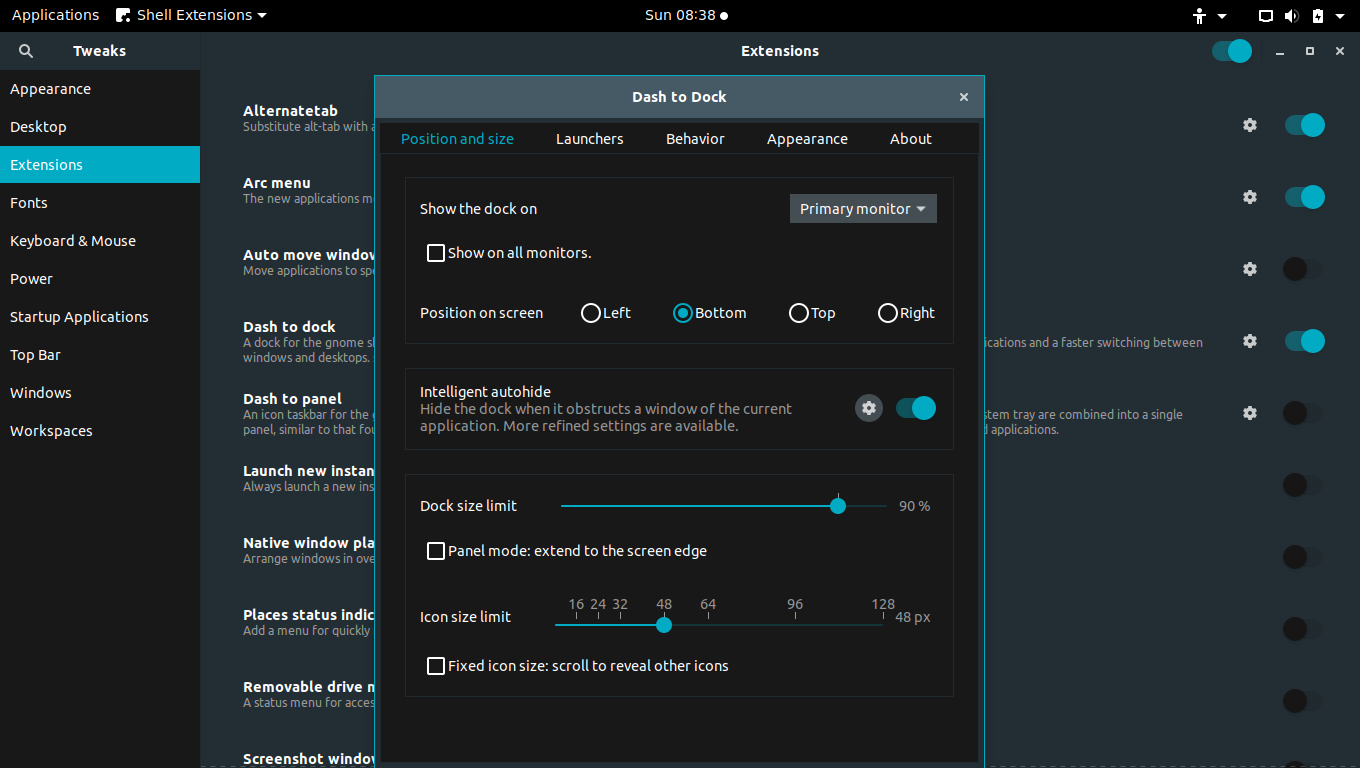 Applications
Shell Extensions
Sun 08:38
Tweaks
Extensions
Appearance
Desktop
Extensions
Fonts
Keyboard & Mouse
Power
Startup Applications
Top Bar
Windows
Workspaces
Alternatetab
Substitute alt-tab with a
Arc menu
The new applications m
Auto move window
Move applications to spe
Dash to dock
A dock for the gnome sh
ications and a faster switching between
windows and desktops.
Dash to panel
An icon taskbar for the g
stem tray are combined into a single
panel, similar to that fou
d applications.
Launch new instan
Always launch a new ins
Native window pla
Arrange windows in ove
Places status indic
Add a menu for quickly
Removable drive m
A status menu for acces
Screenshot window
Dash to Dock
Position and size
Launchers
Behavior
Appearance
About
Show the dock on
Primary monitor
Show on all monitors.
Position on screen
Left
Bottom
Top
Right
Intelligent autohide
Hide the dock when it obstructs a window of the current
application. More refined settings are available.
Dock size limit
90 %
Panel mode: extend to the screen edge
16 24 32 48 64 96 128
Icon size limit
48 px
Fixed icon size: scroll to reveal other icons